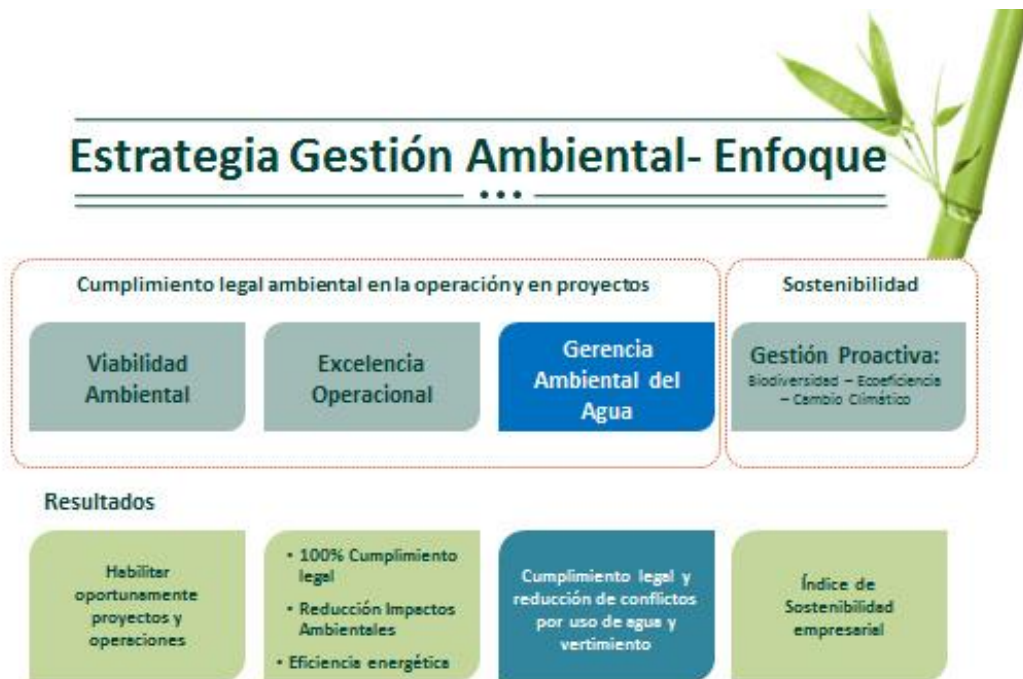 Estrategia Gestión Ambiental- Enfoque
Cumplimiento legal ambiental en la operación y en proyectos
Sostenibilidad
Viabilidad
Ambiental
Excelencia
Operacional
Gerencia
Ambiental del
Agua
Gestión Proactiva:
Biodiversidad – Ecoeficiencia
– Cambio Climático
Resultados
Habilitar
oportunamente
proyectos y
operaciones
• 100% Cumplimiento
legal
• Reducción Impactos
Ambientales
• Eficiencia energética
Cumplimiento legal y
reducción de conflictos
por uso de agua y
vertimiento
Índice de
Sostenibilidad
empresarial